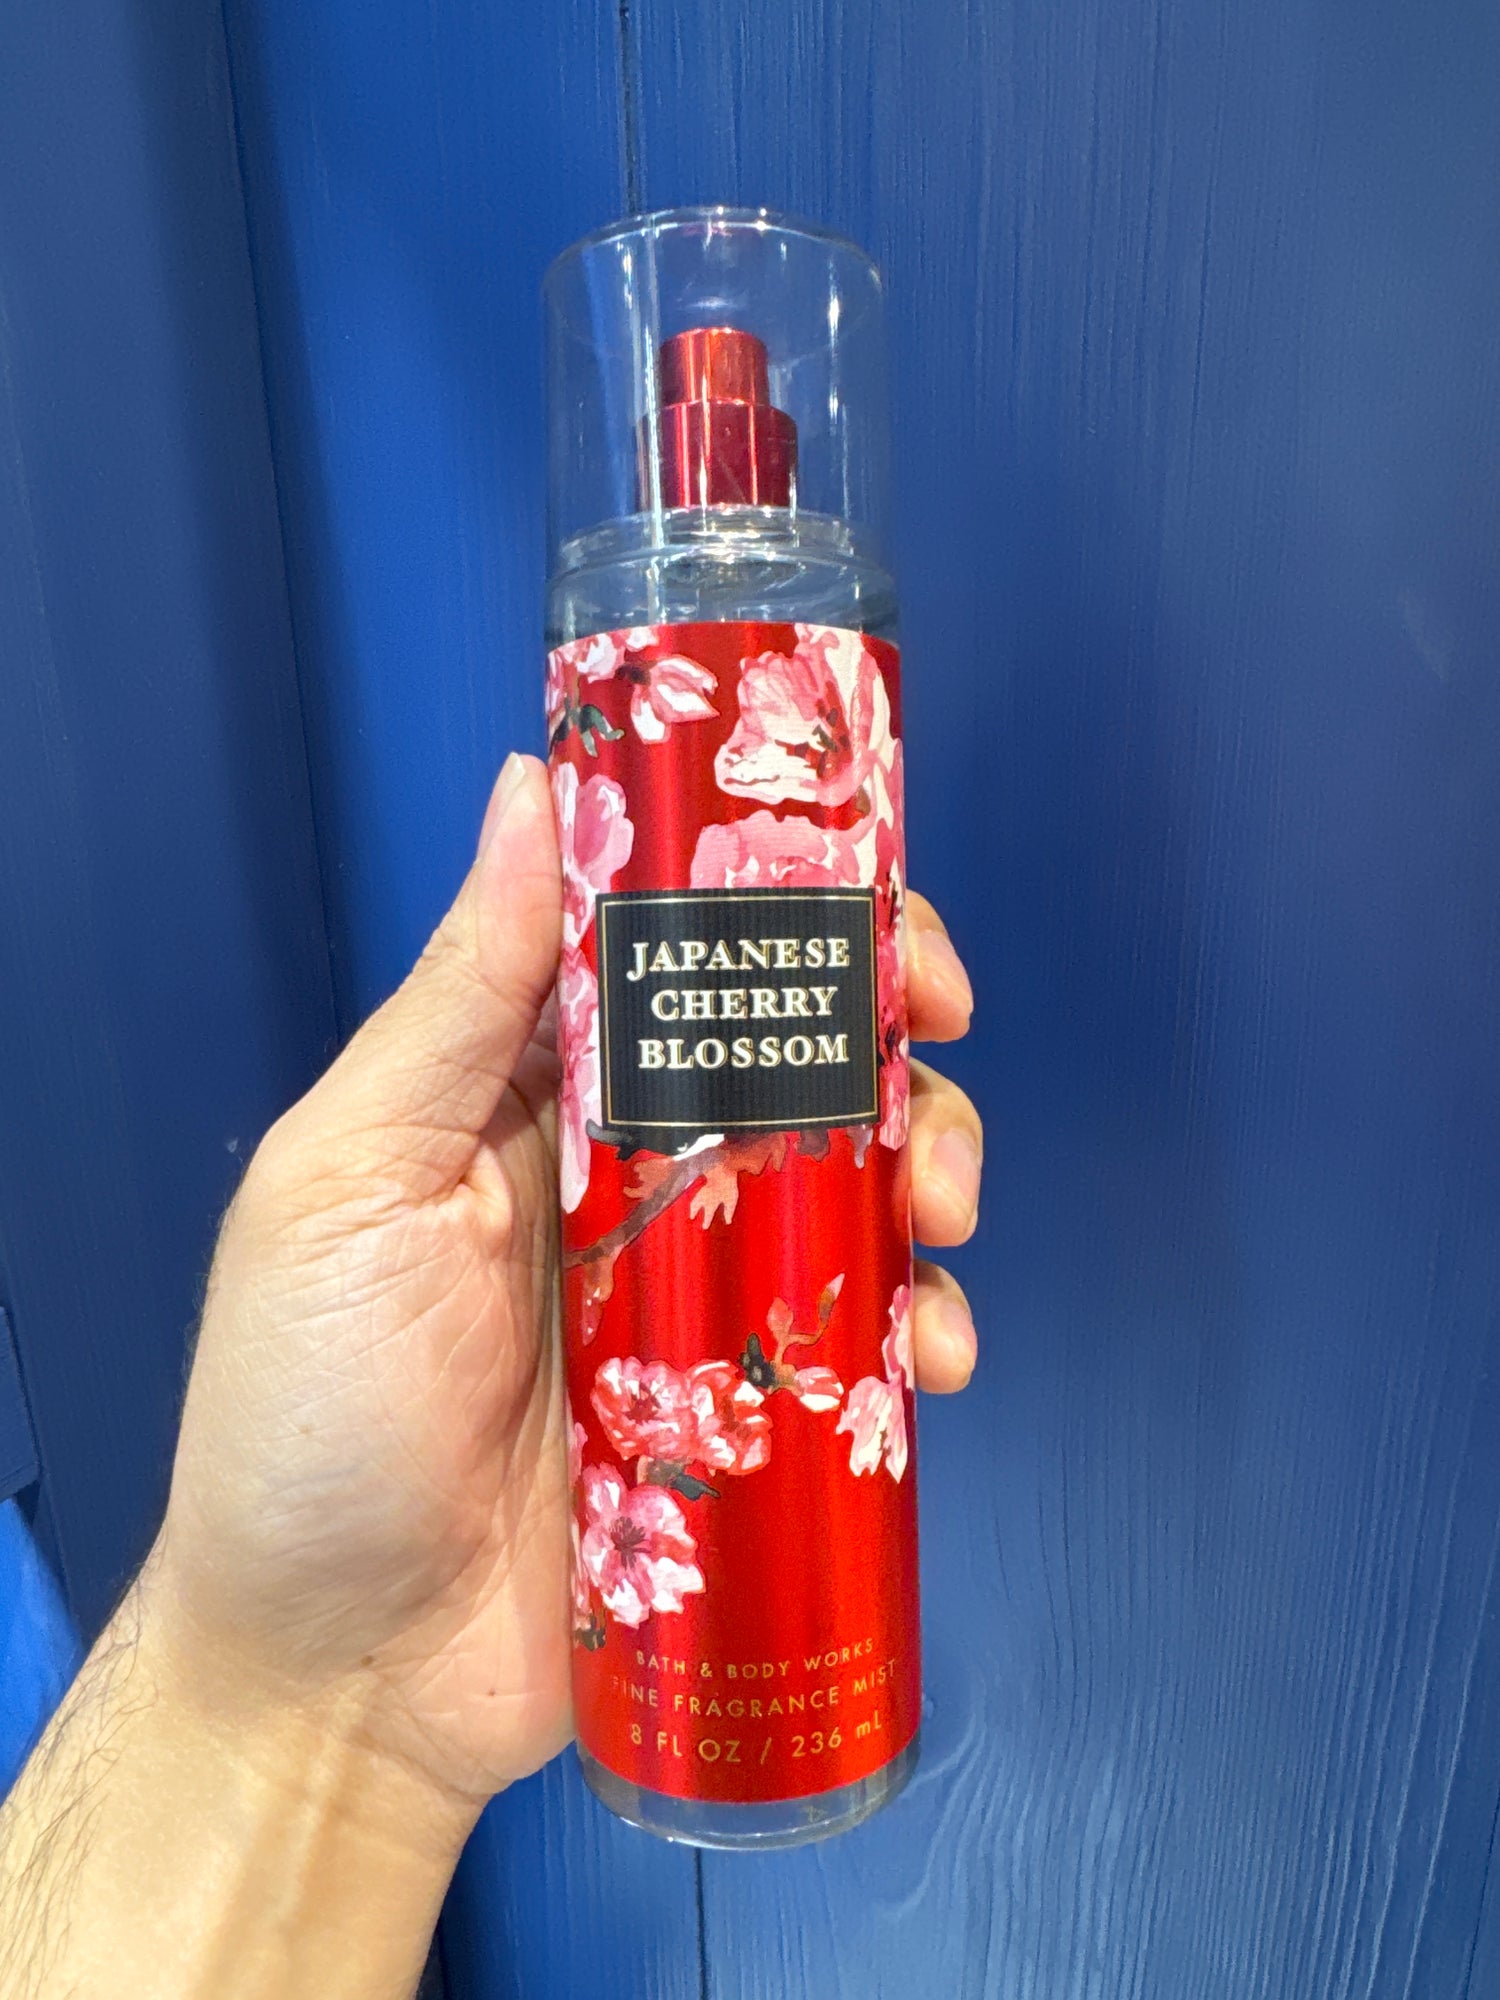 JAPANESE
CHERRY
BLOSSOM
BATH & BODY WORKS
FINE FRAGRANCE MIST
8 FL OZ / 236 mL